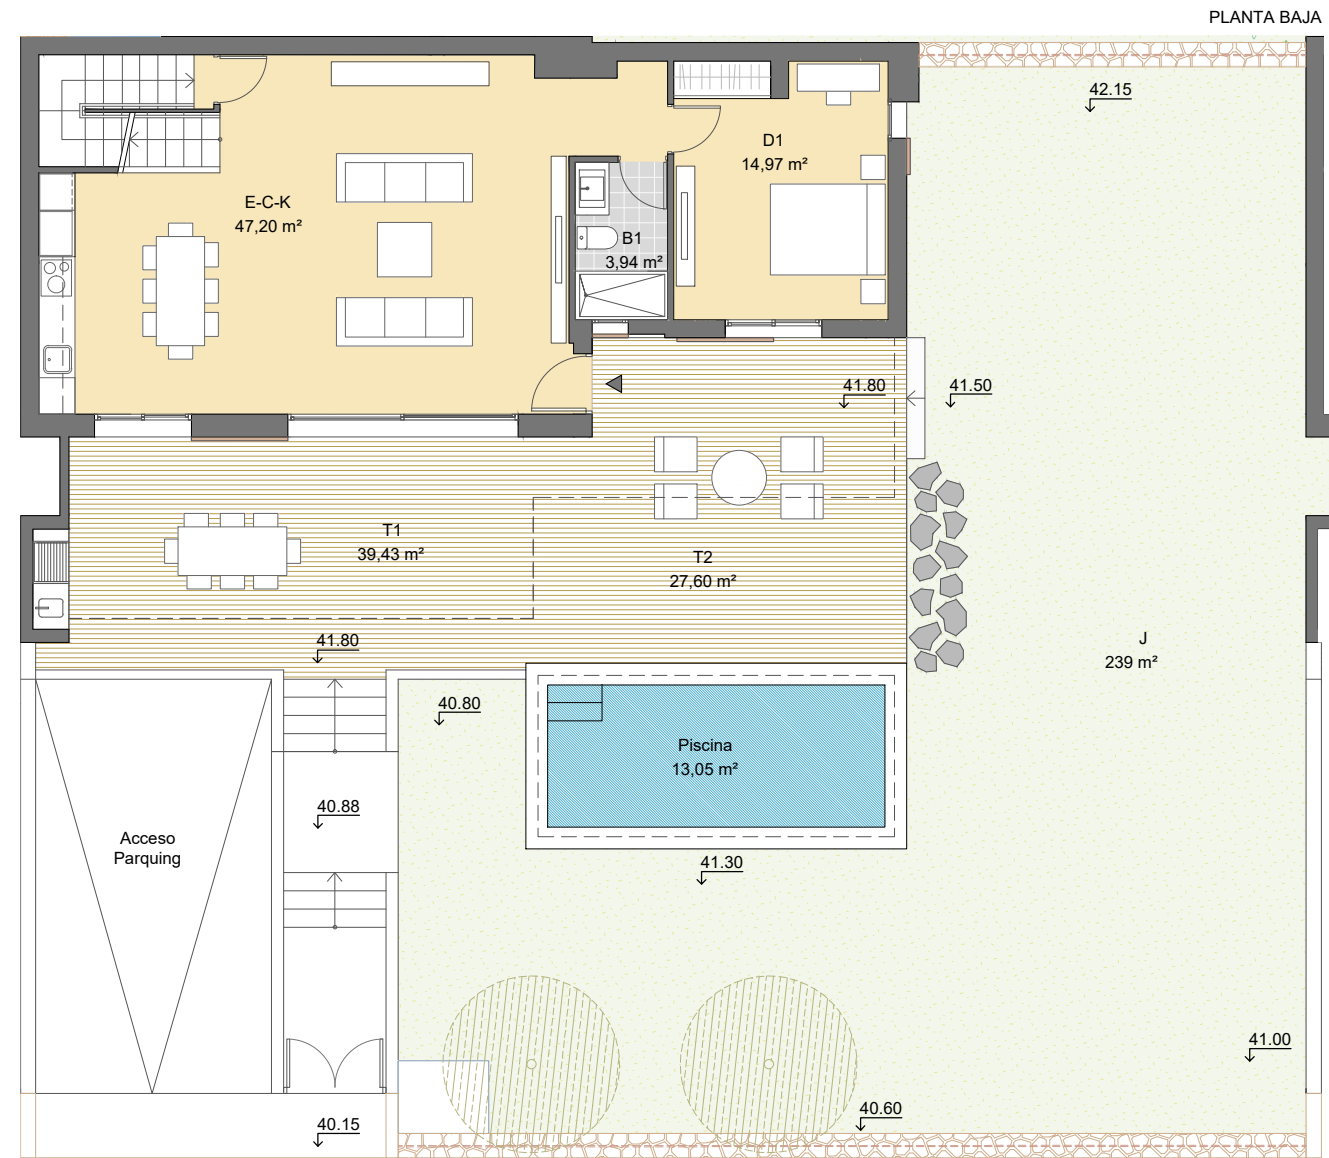 PLANTA BAJA
42.15
D1
14,97 m²
E-C-K
47,20 m²
B1
3,94 m²
41.80
41.50
T1
39,43 m²
T2
27,60 m²
41.80
J
239 m²
40.80
Piscina
13,05 m²
40.88
Acceso
Parquing
41.30
41.00
40.60
40.15